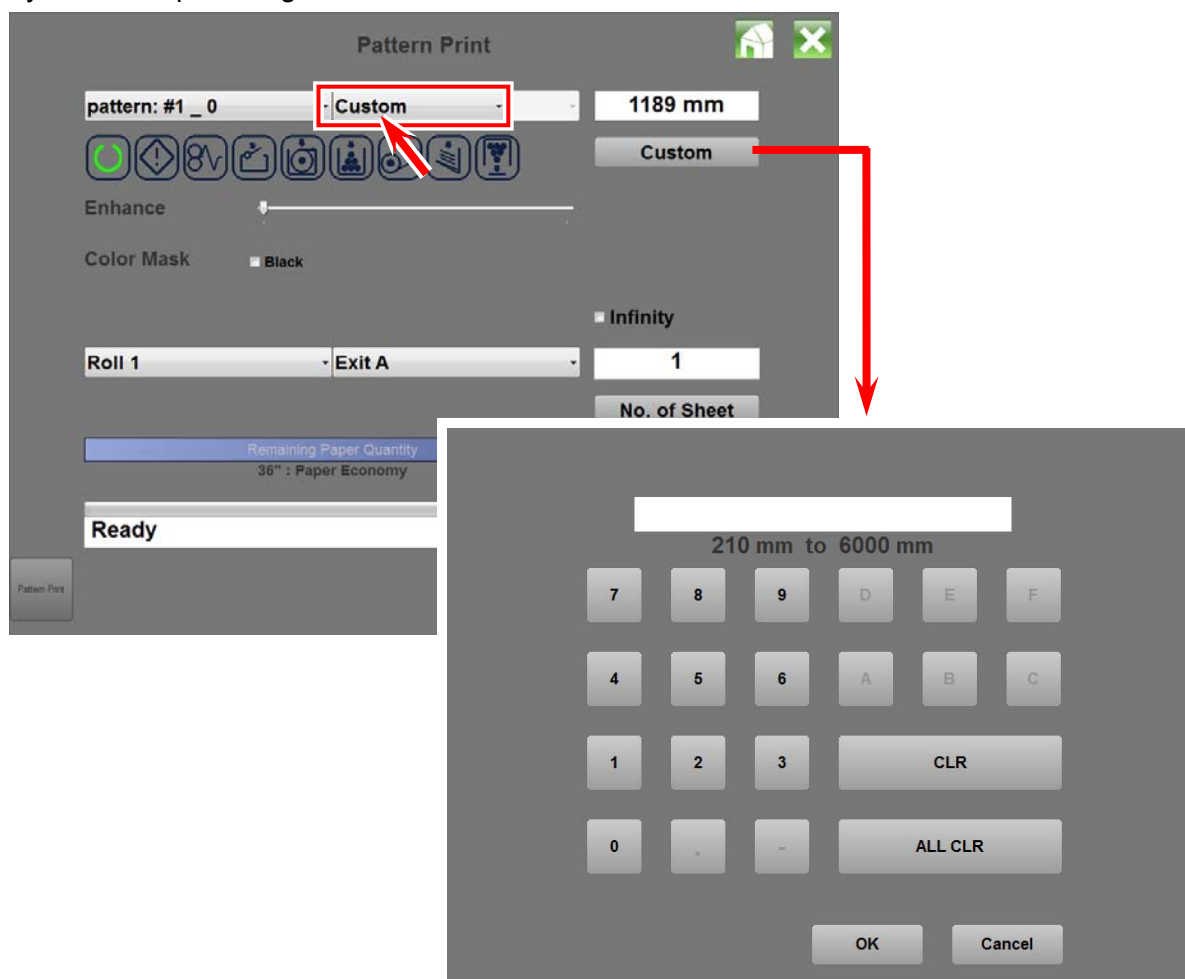 Pattern Print
pattern: #1 _ 0
Custom
1189 mm
Custom
Enhance
Color Mask
Black
Infinity
Roll 1
Exit A
1
No. of Sheet
Remaining Paper Quantity
36" : Paper Economy
Ready
Pattern Print
210 mm to 6000 mm
7 8 9 D E F
4 5 6 A B C
1 2 3 CLR
0 . - ALL CLR
OK Cancel